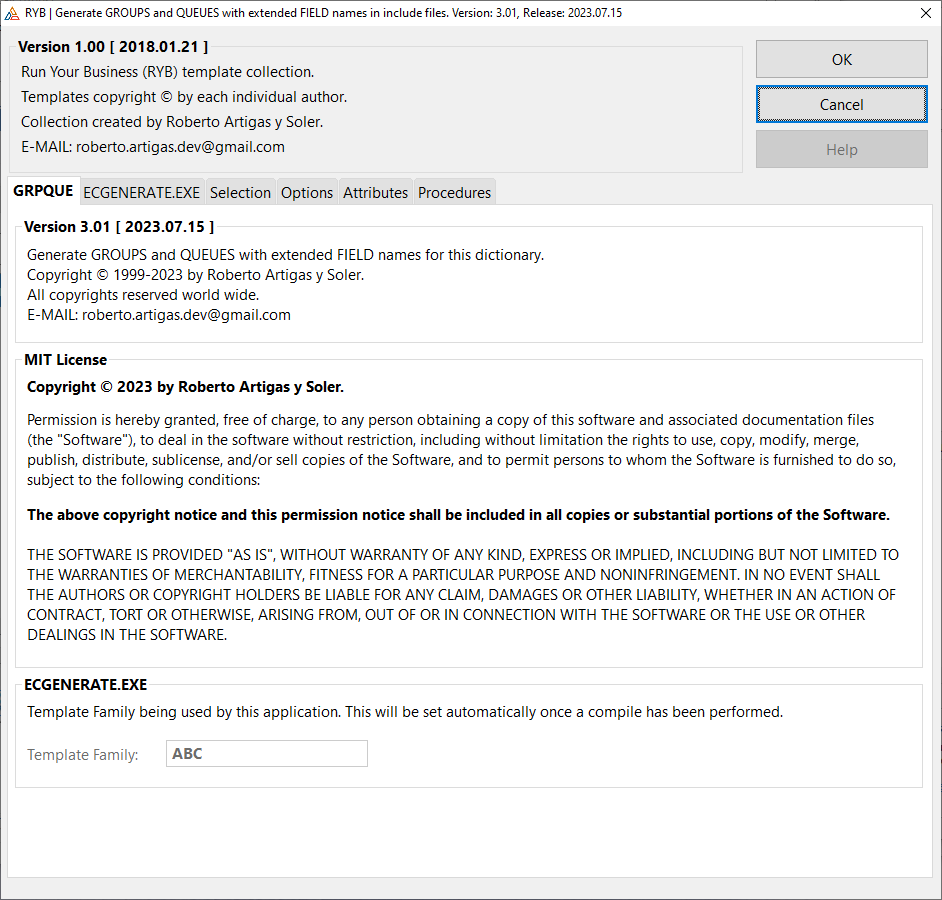 RYB | Generate GROUPS and QUEUES with extended FIELD names in include files. Version: 3.01, Release: 2023.07.15
Version 1.00 [ 2018.01.21 ]
Run Your Business (RYB) template collection.
Templates copyright © by each individual author.
Collection created by Roberto Artigas y Soler.
E-MAIL: roberto.artigas.dev@gmail.com
OK
Cancel
Help
GRPQUE ECGENERATE.EXE Selection Options Attributes Procedures
Version 3.01 [ 2023.07.15 ]
Generate GROUPS and QUEUES with extended FIELD names for this dictionary.
Copyright © 1999-2023 by Roberto Artigas y Soler.
All copyrights reserved world wide.
E-MAIL: roberto.artigas.dev@gmail.com
MIT License
Copyright © 2023 by Roberto Artigas y Soler.
Permission is hereby granted, free of charge, to any person obtaining a copy of this software and associated documentation files
(the "Software"), to deal in the software without restriction, including without limitation the rights to use, copy, modify, merge,
publish, distribute, sublicense, and/or sell copies of the Software, and to permit persons to whom the Software is furnished to do so,
subject to the following conditions:
The above copyright notice and this permission notice shall be included in all copies or substantial portions of the Software.
THE SOFTWARE IS PROVIDED "AS IS", WITHOUT WARRANTY OF ANY KIND, EXPRESS OR IMPLIED, INCLUDING BUT NOT LIMITED TO
THE WARRANTIES OF MERCHANTABILITY, FITNESS FOR A PARTICULAR PURPOSE AND NONINFRINGEMENT. IN NO EVENT SHALL
THE AUTHORS OR COPYRIGHT HOLDERS BE LIABLE FOR ANY CLAIM, DAMAGES OR OTHER LIABILITY, WHETHER IN AN ACTION OF
CONTRACT, TORT OR OTHERWISE, ARISING FROM, OUT OF OR IN CONNECTION WITH THE SOFTWARE OR THE USE OR OTHER
DEALINGS IN THE SOFTWARE.
ECGENERATE.EXE
Template Family being used by this application. This will be set automatically once a compile has been performed.
Template Family: ABC